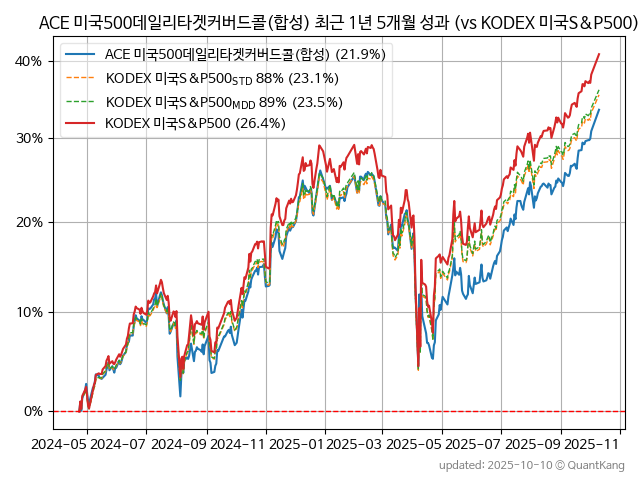 ACE 미국500데일리타겟커버드콜(합성) 최근 1년 5개월 성과 (vs KODEX 미국S&P500)
ACE 미국500데일리타겟커버드콜(합성) (21.9%)
KODEX 미국S&P500STD 88% (23.1%)
KODEX 미국S&P500MDD 89% (23.5%)
KODEX 미국S&P500 (26.4%)
40%
30%
20%
10%
0%
2024-05 2024-07 2024-09 2024-11 2025-01 2025-03 2025-05 2025-07 2025-09 2025-11
updated: 2025-10-10 © QuantKang